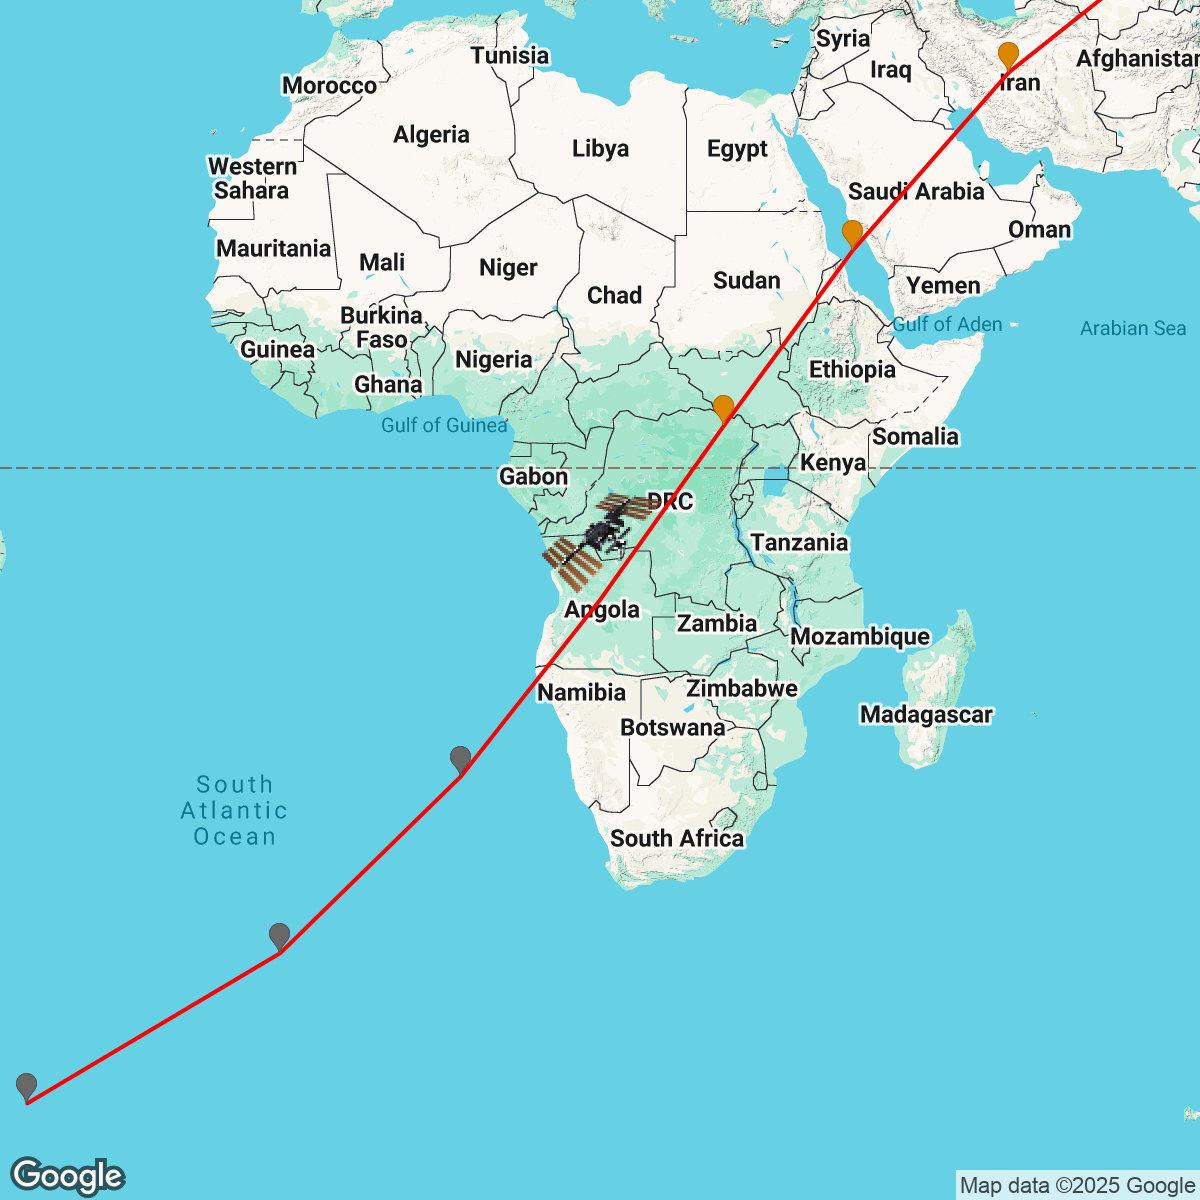 Syria
Tunisia
Afghanistan
Iraq
Iran
Morocco
Algeria
Libya
Egypt
Western
Sahara
Saudi Arabia
Oman
Mauritania
Mali
Niger
Sudan
Yemen
Chad
Burkina
Faso
Gulf of Aden
Arabian Sea
Guinea
Nigeria
Ethiopia
Ghana
Gulf of Guinea
Somalia
Kenya
Gabon
DRC
Tanzania
Angola
Zambia
Mozambique
Namibia
Zimbabwe
Madagascar
Botswana
South
Atlantic
Ocean
South Africa
Google
Map data ©2025 Google